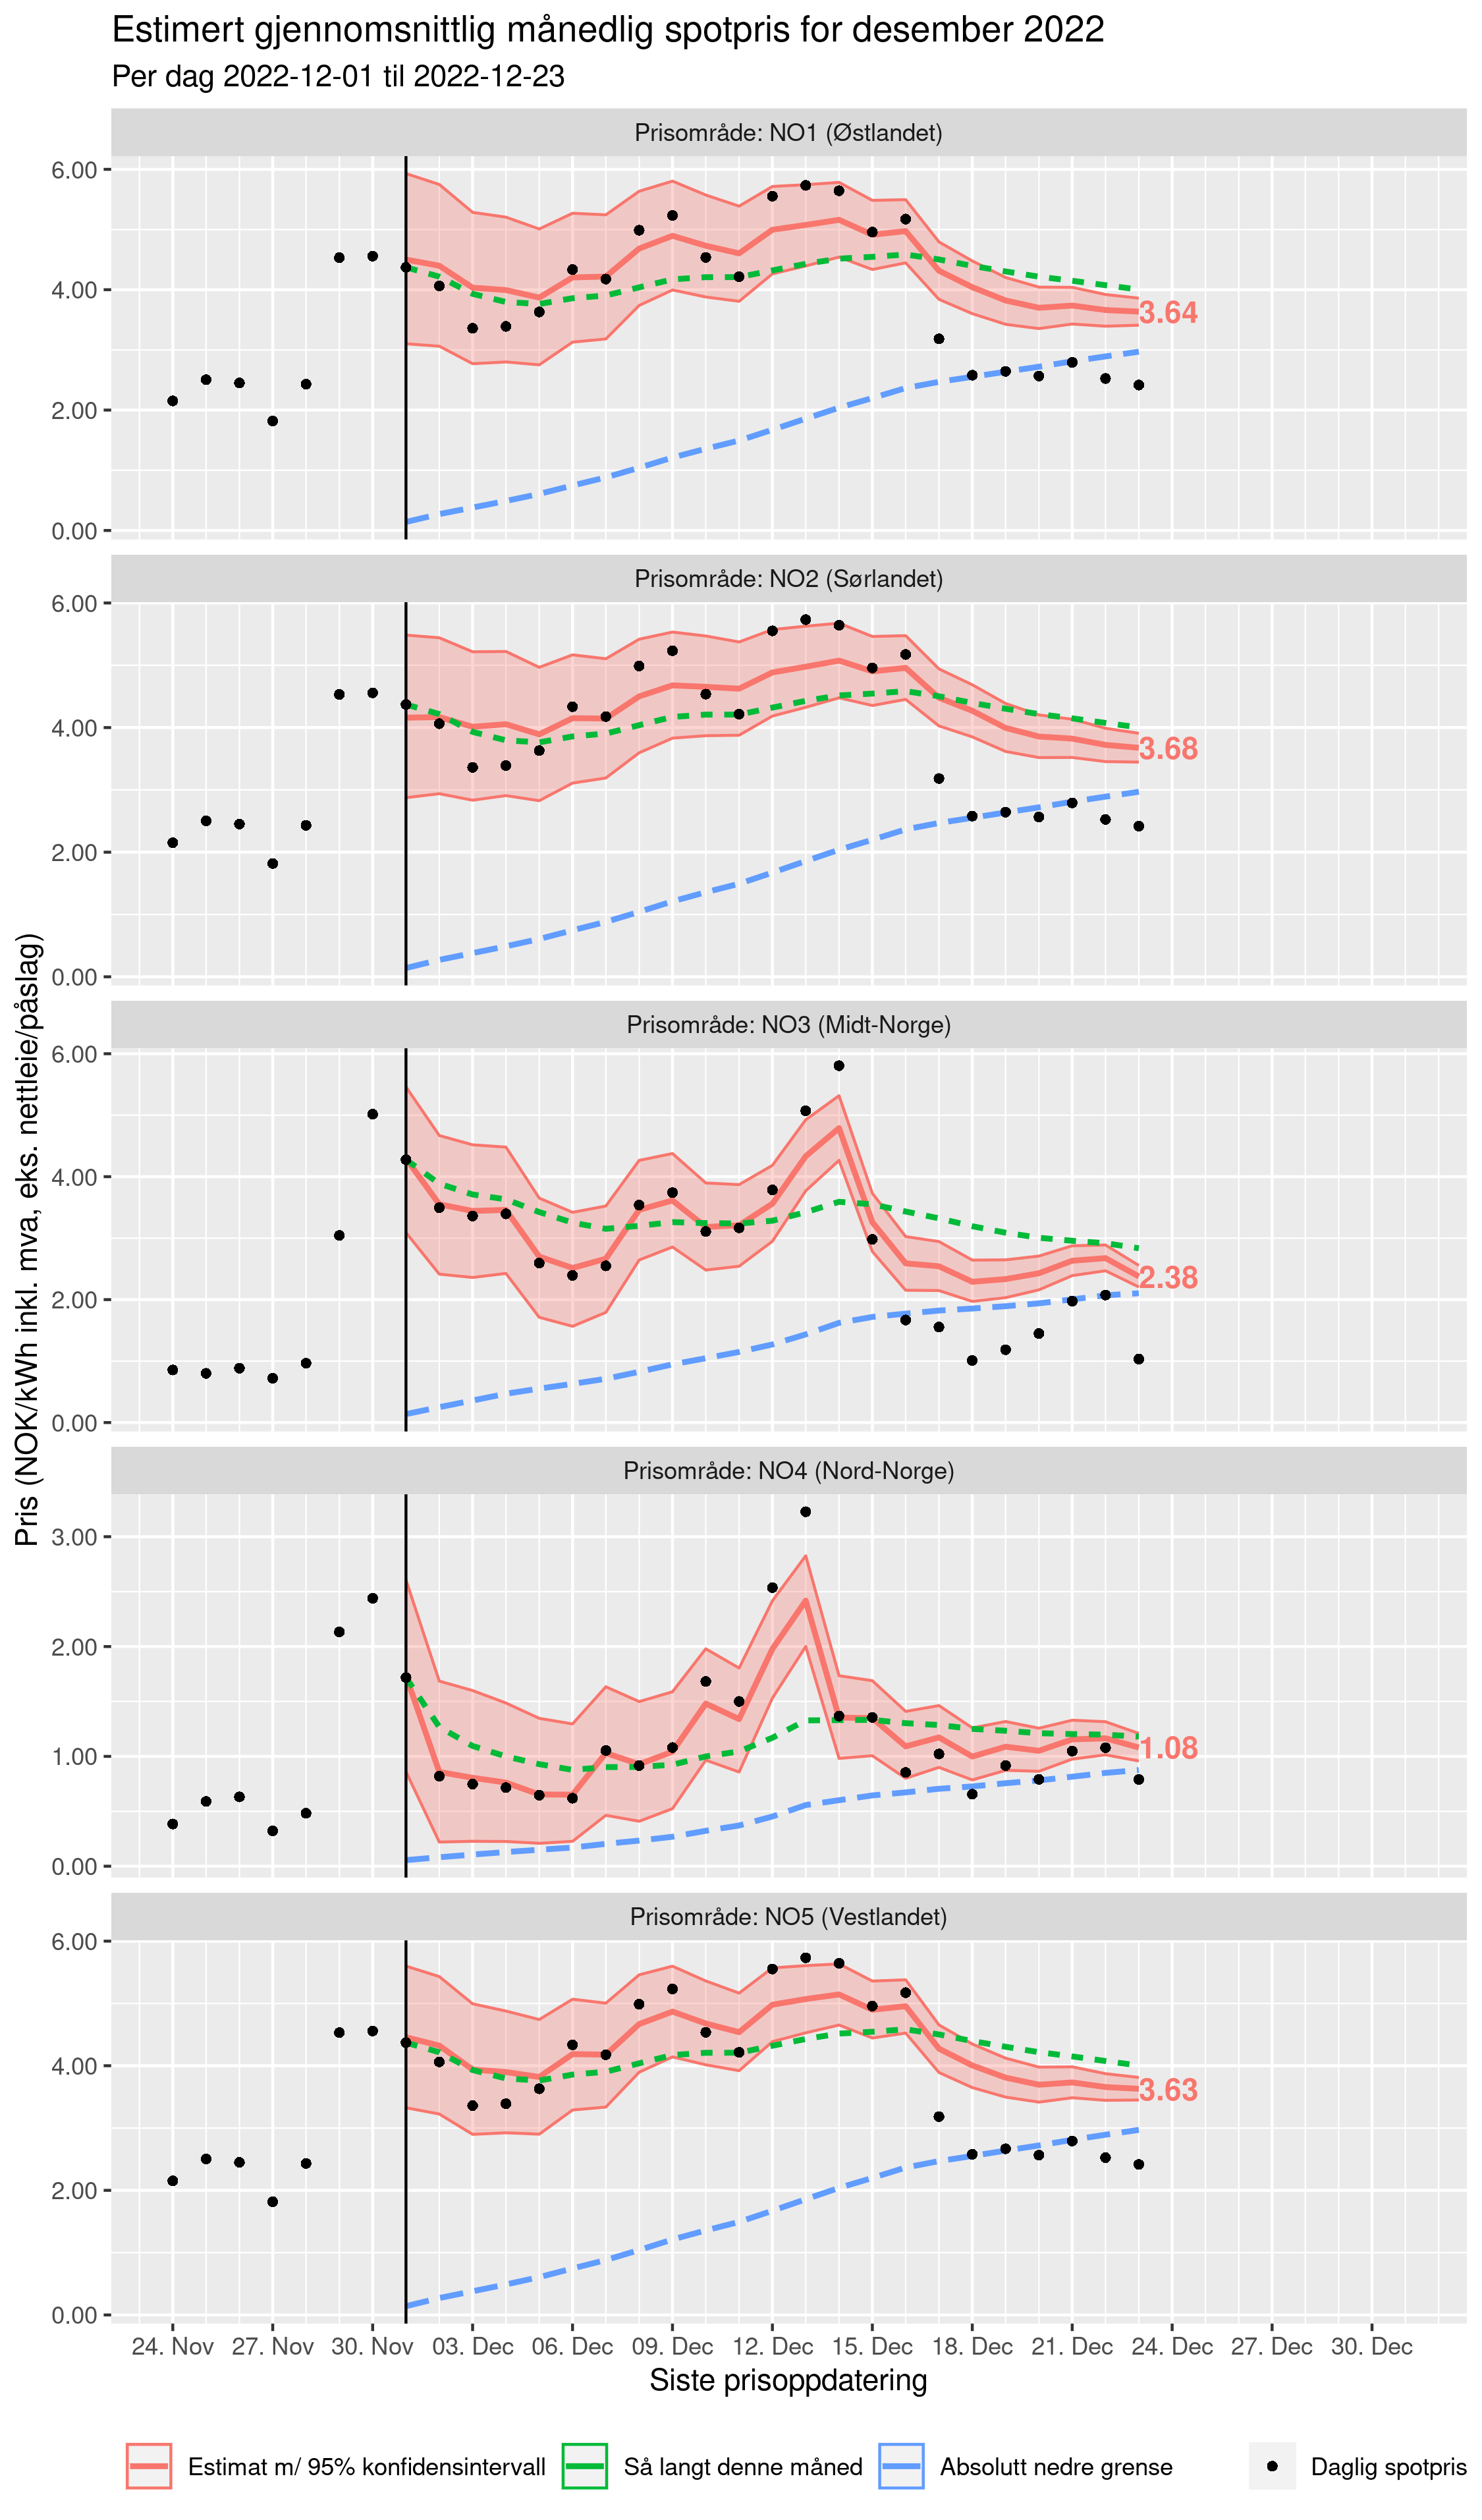 Estimert gjennomsnittlig månedlig spotpris for desember 2022
Per dag 2022-12-01 til 2022-12-23
Pris (NOK/kWh inkl. mva, eks. nettleie/påslag)
Prisområde: NO1 (Østlandet)
6.00
4.00
2.00
0.00
3.64
Prisområde: NO2 (Sørlandet)
6.00
4.00
2.00
0.00
3.68
Prisområde: NO3 (Midt-Norge)
6.00
4.00
2.00
0.00
2.38
Prisområde: NO4 (Nord-Norge)
3.00
2.00
1.00
0.00
1.08
Prisområde: NO5 (Vestlandet)
6.00
4.00
2.00
0.00
3.63
24. Nov 27. Nov 30. Nov 03. Dec 06. Dec 09. Dec 12. Dec 15. Dec 18. Dec 21. Dec 24. Dec 27. Dec 30. Dec
Siste prisoppdatering
Estimat m/ 95% konfidensintervall Så langt denne måned Absolutt nedre grense Daglig spotpris